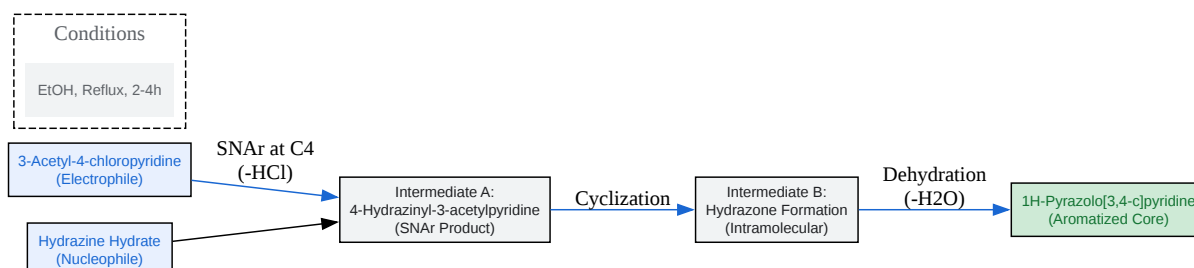 Conditions
EtOH, Reflux, 2-4h
3-Acetyl-4-chloropyridine
(Electrophile)
Hydrazine Hydrate
(Nucleophile)
SNAr at C4
(-HCl)
Intermediate A:
4-Hydrazinyl-3-acetylpyridine
(SNAr Product)
Cyclization
Intermediate B:
Hydrazone Formation
(Intramolecular)
Dehydration
(-H2O)
1H-Pyrazolo[3,4-c]pyridine
(Aromatized Core)